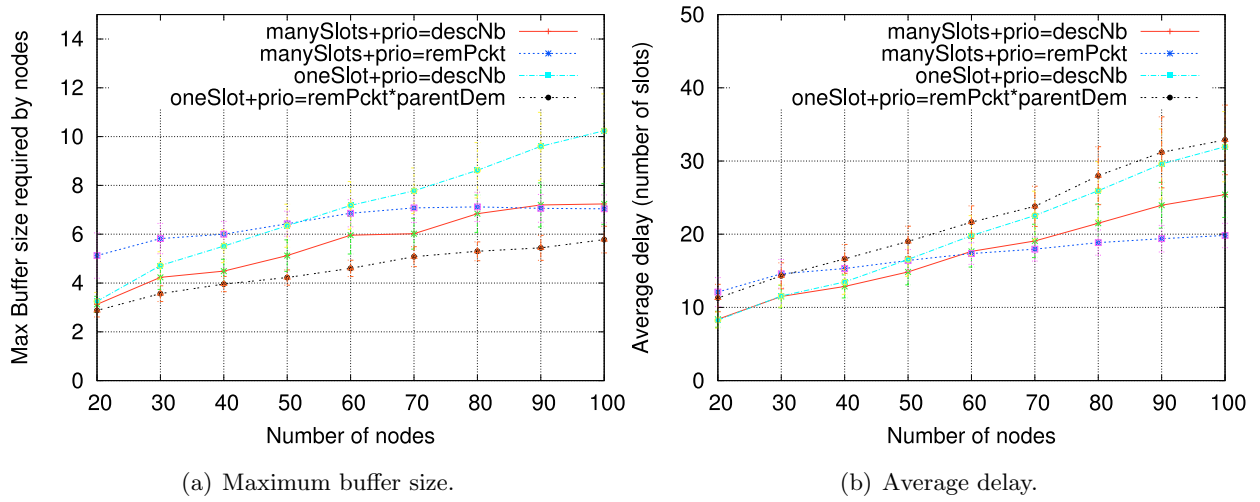 Max Buffer size required by nodes
14
12
10
8
6
4
2
0
manySlots+prio=descNb
manySlots+prio=remPckt
oneSlot+prio=descNb
oneSlot+prio=remPckt*parentDem
20 30 40 50 60 70 80 90 100
Number of nodes
(a) Maximum buffer size.
Average delay (number of slots)
50
40
30
20
10
0
manySlots+prio=descNb
manySlots+prio=remPckt
oneSlot+prio=descNb
oneSlot+prio=remPckt*parentDem
20 30 40 50 60 70 80 90 100
Number of nodes
(b) Average delay.